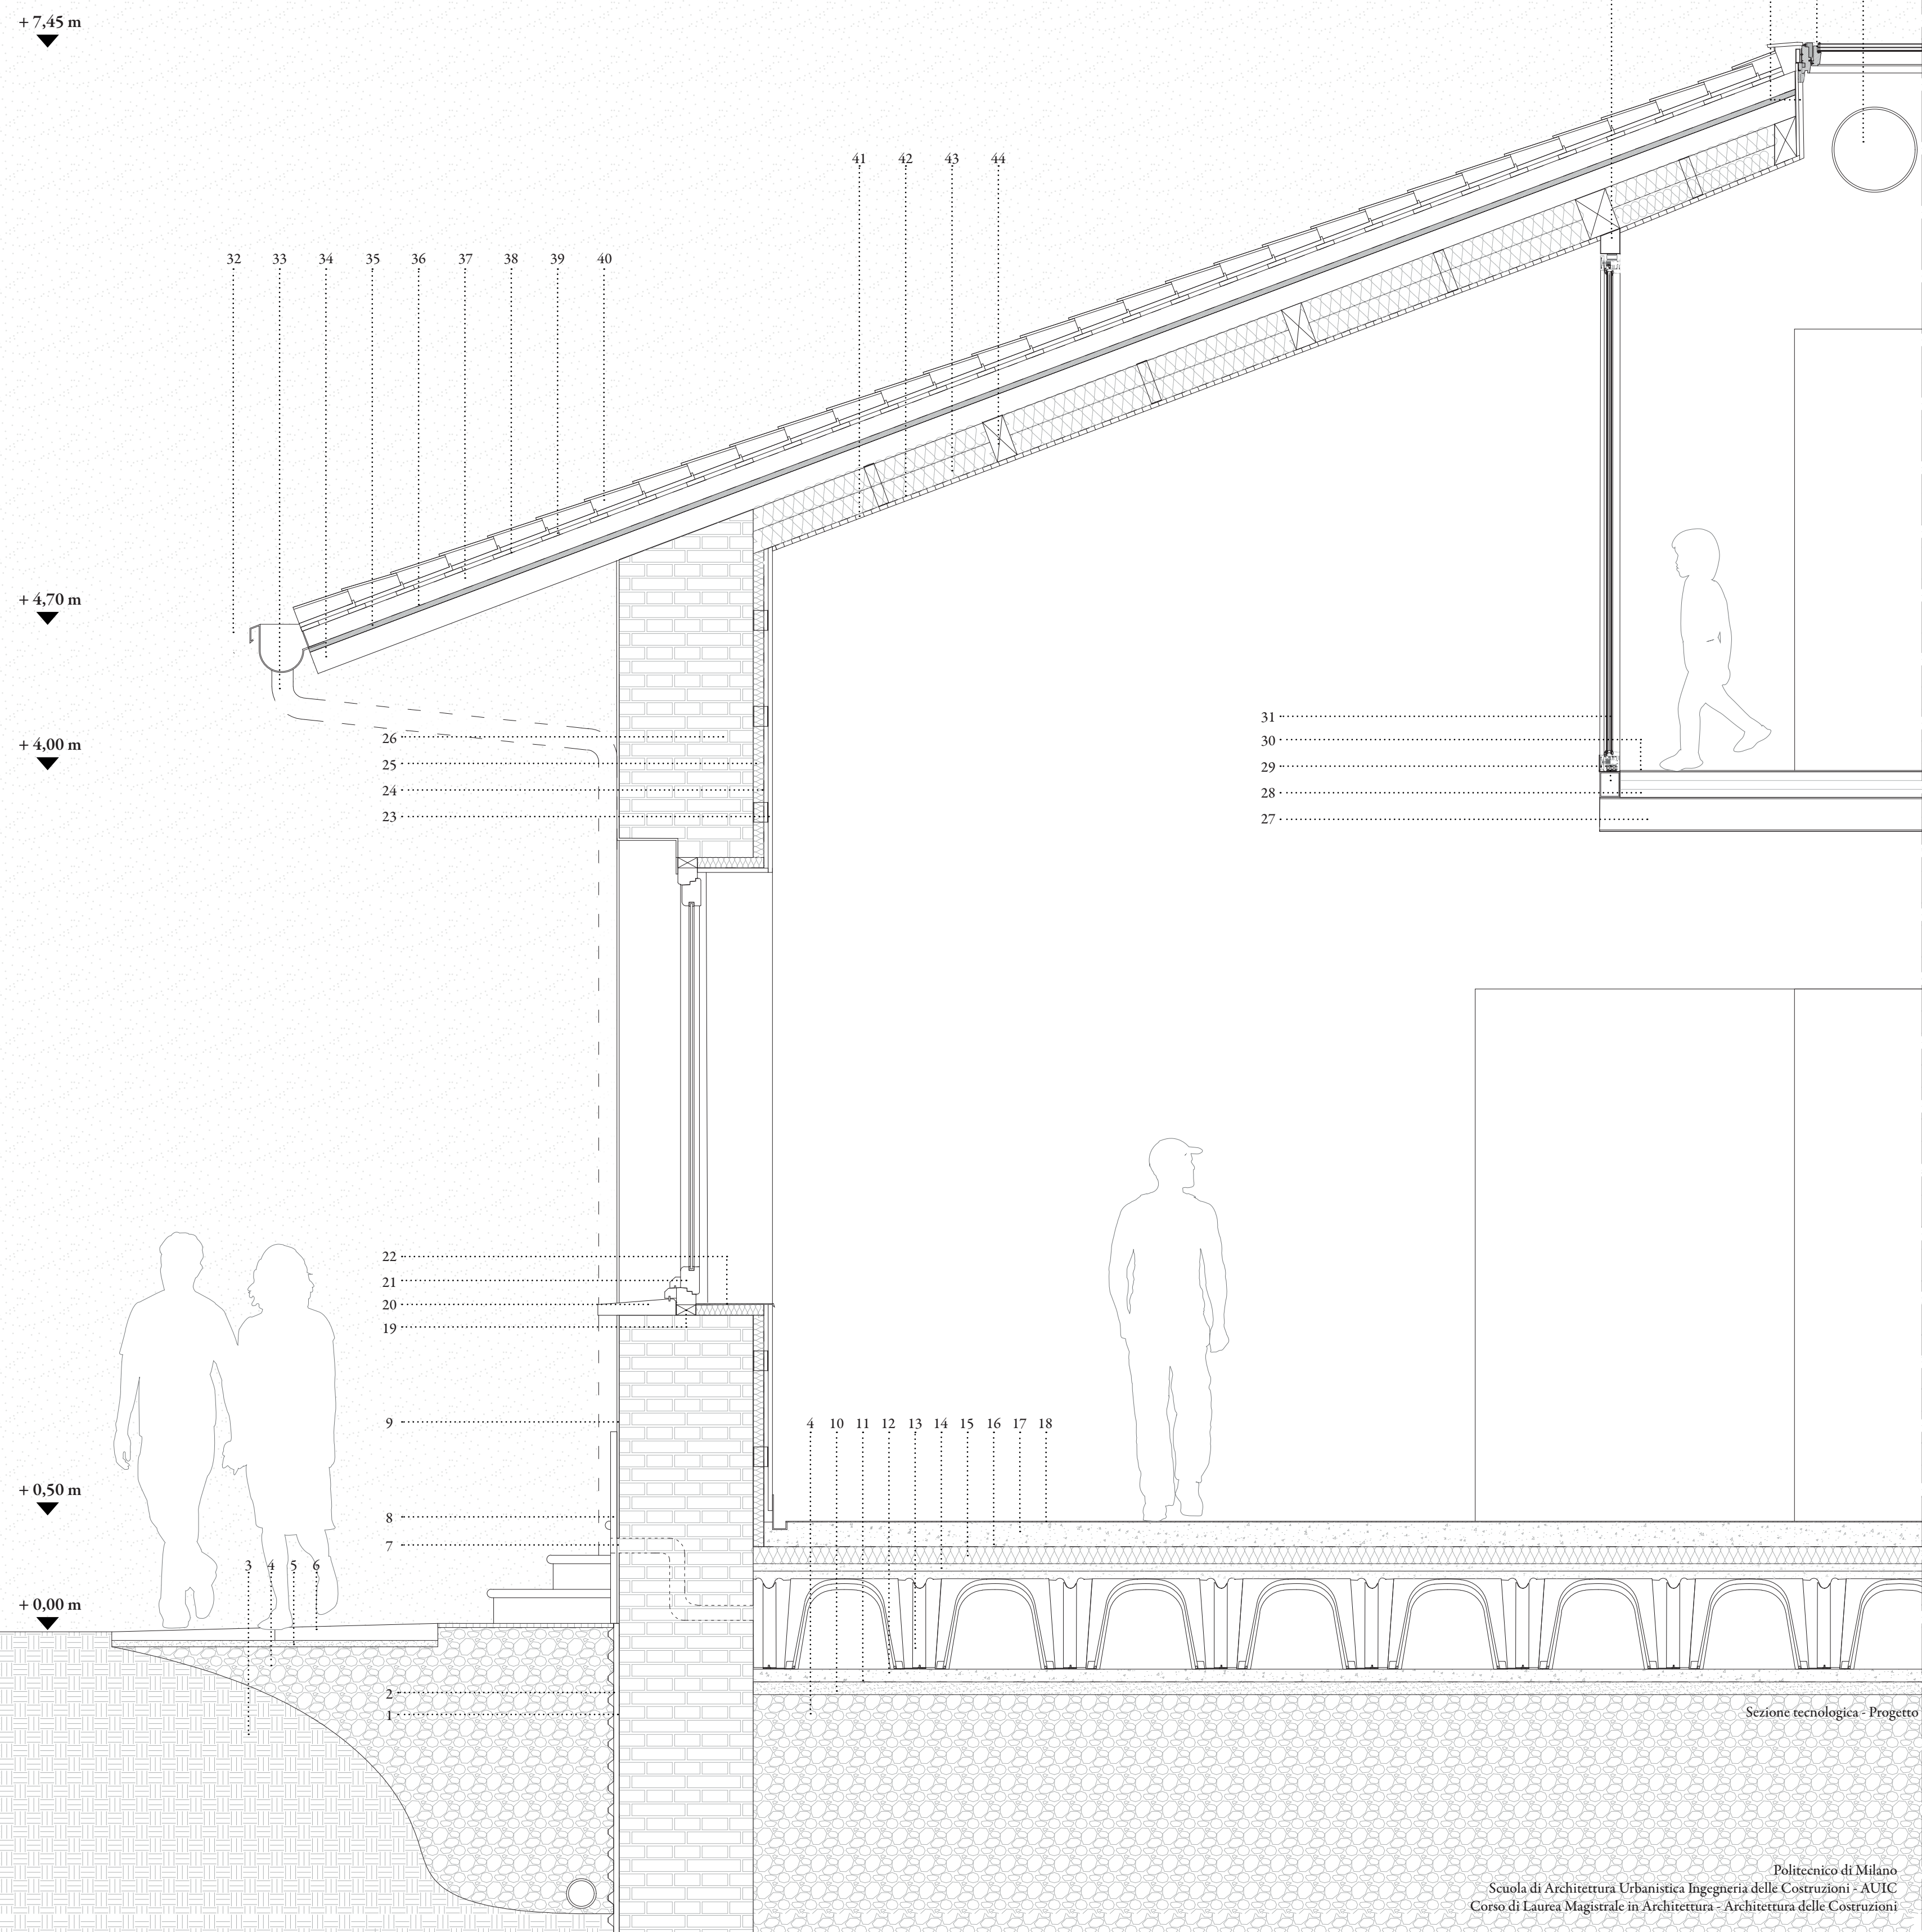 + 7,45 m
41 42 43 44
32 33 34 35 36 37 38 39 40
+ 4,70 m
31
26
+ 4,00 m
30
25
29
24
28
23
27
22
21
20
19
9
4 10 11 12 13 14 15 16 17 18
+ 0,50 m
8
7
3 4 5 6
+ 0,00 m
2
Sezione tecnologica - Progetto
1
Politecnico di Milano
Scuola di Architettura Urbanistica Ingegneria delle Costruzioni - AUIC
Corso di Laurea Magistrale in Architettura - Architettura delle Costruzioni